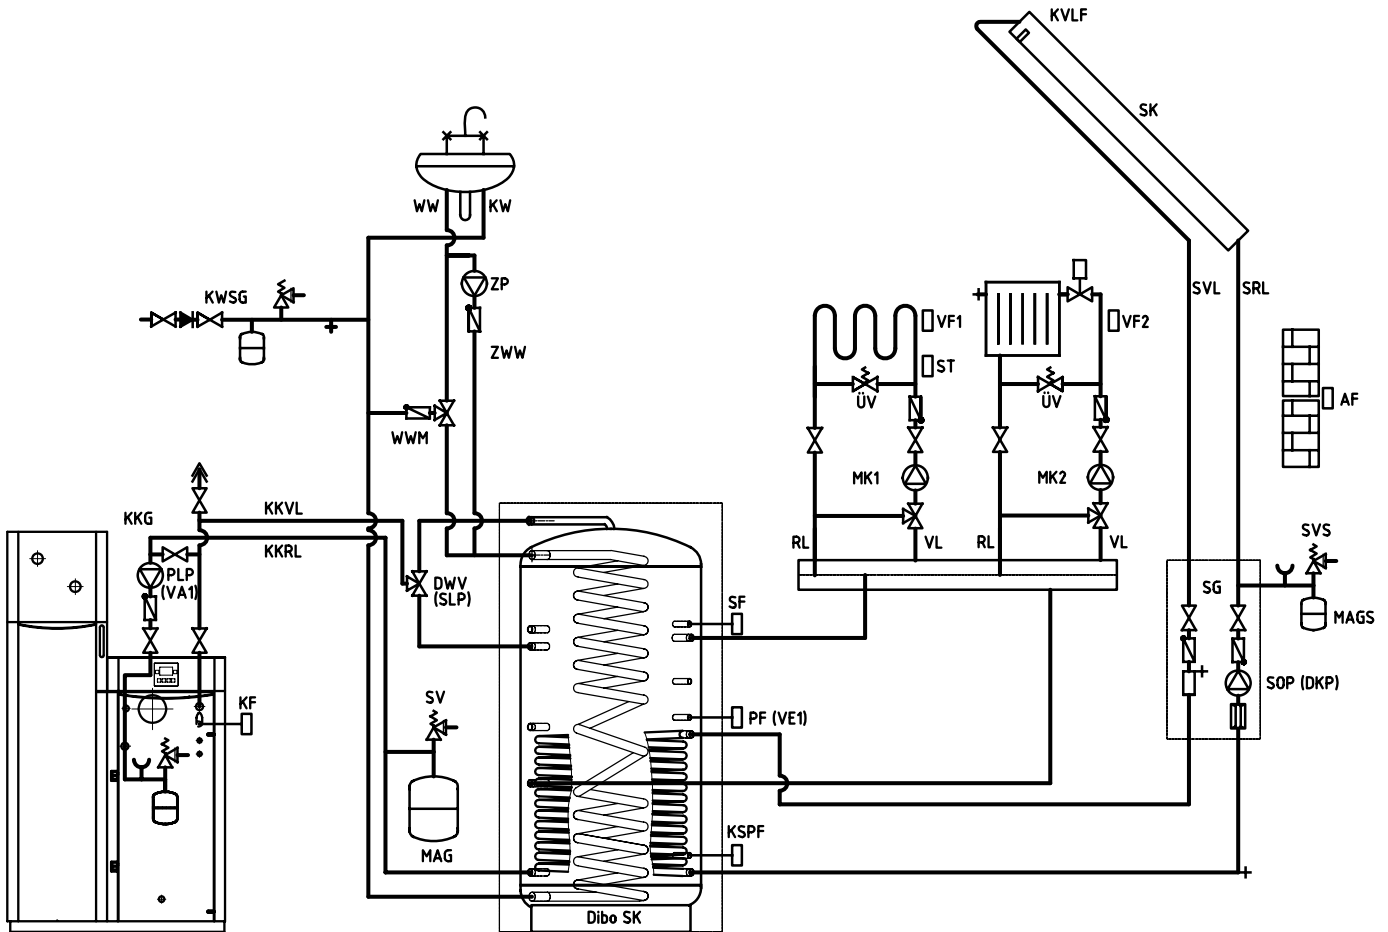 KVLF
SK
WW
KW
KWSG
ZP
ZWW
WWM
SVL
SRL
VF1
ST
VF2
ÜV
ÜV
AF
MK1
MK2
KKG
KKVL
KKRL
RL
VL
RL
VL
SVS
PLP
(VA1)
DWV
(SLP)
SF
SG
MAGS
SOP (DKP)
KF
SV
PF (VE1)
KSPF
MAG
Dibo SK